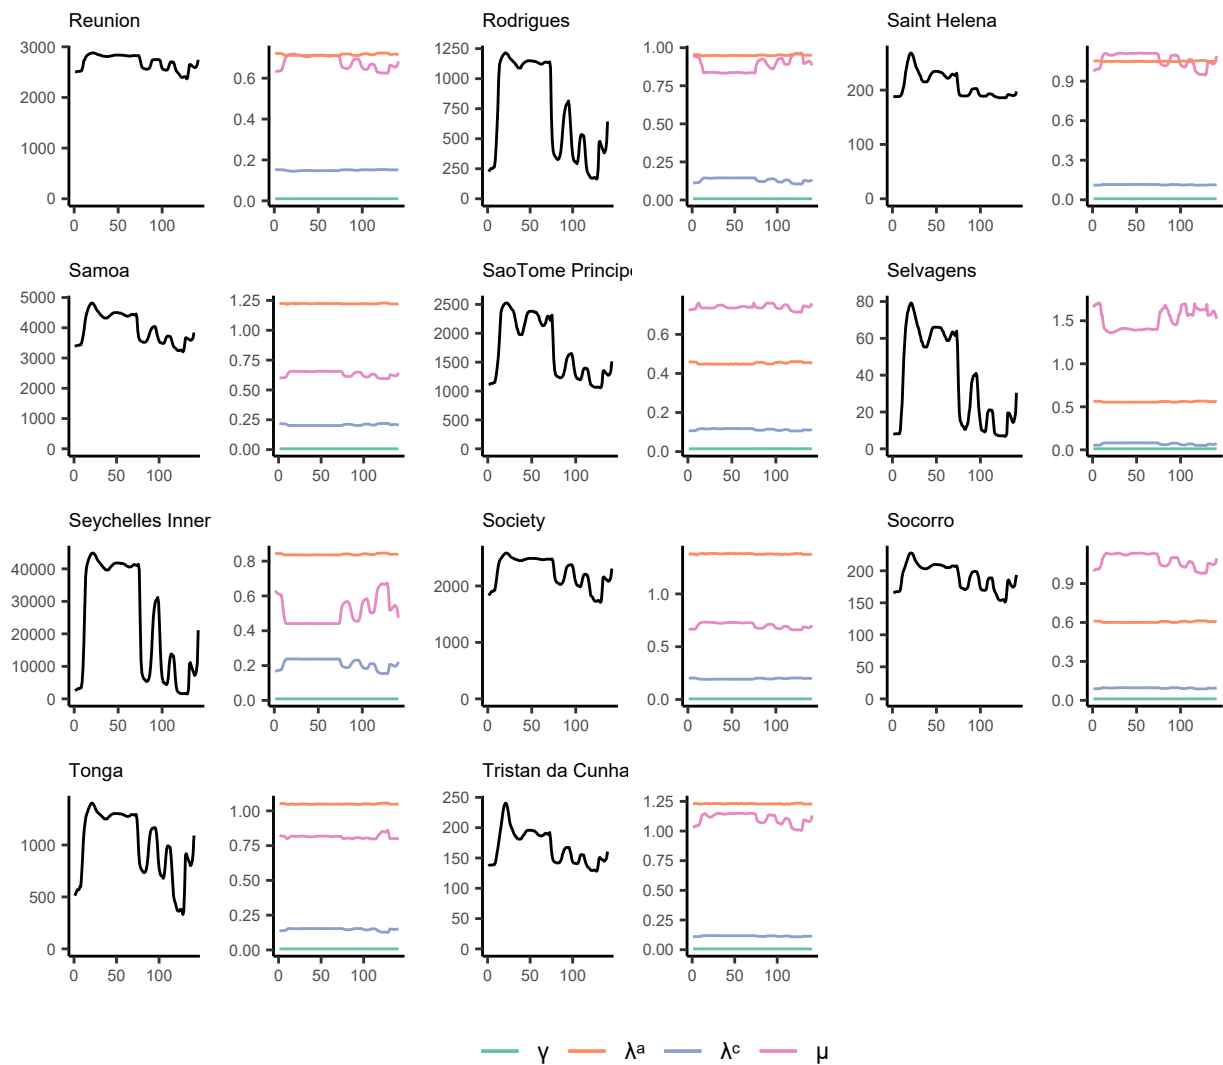 Reunion Rodrigues Saint Helena
3000 1250 1.00
2000 1000 0.75 200 0.9
1000 750 0.50 100 0.6
0 500 0.25 0 0.3
0.6 250 0.00 0.0
0.4 0
0.2
0.0
0 50 100 0 50 100 0 50 100 0 50 100 0 50 100 0 50 100
Samoa SaoTome Principe Selvagens
5000 1.25 2500 80
4000 1.00 2000 0.6 60 1.5
3000 0.75 1500 0.4 40 1.0
2000 0.50 1000 0.2 20 0.5
1000 0.25 500 0.0 0 0.0
0 0.00 0
0 50 100 0 50 100 0 50 100 0 50 100 0 50 100 0 50 100
Seychelles Inner Society Socorro
40000 0.8 2000 1.0 200 0.9
30000 0.6 1000 0.5 150 0.6
20000 0.4 0 0.0 100 0.3
10000 0.2 50 0.0
0 0.0 0
0 50 100 0 50 100 0 50 100 0 50 100 0 50 100 0 50 100
Tonga Tristan da Cunha
1000 1.00 250 1.25
500 0.75 200 1.00
0 0.50 150 0.75
0.25 100 0.50
0.00 50 0.25
0 0.00
0 50 100 0 50 100 0 50 100 0 50 100
γ λᵃ λᶜ μ